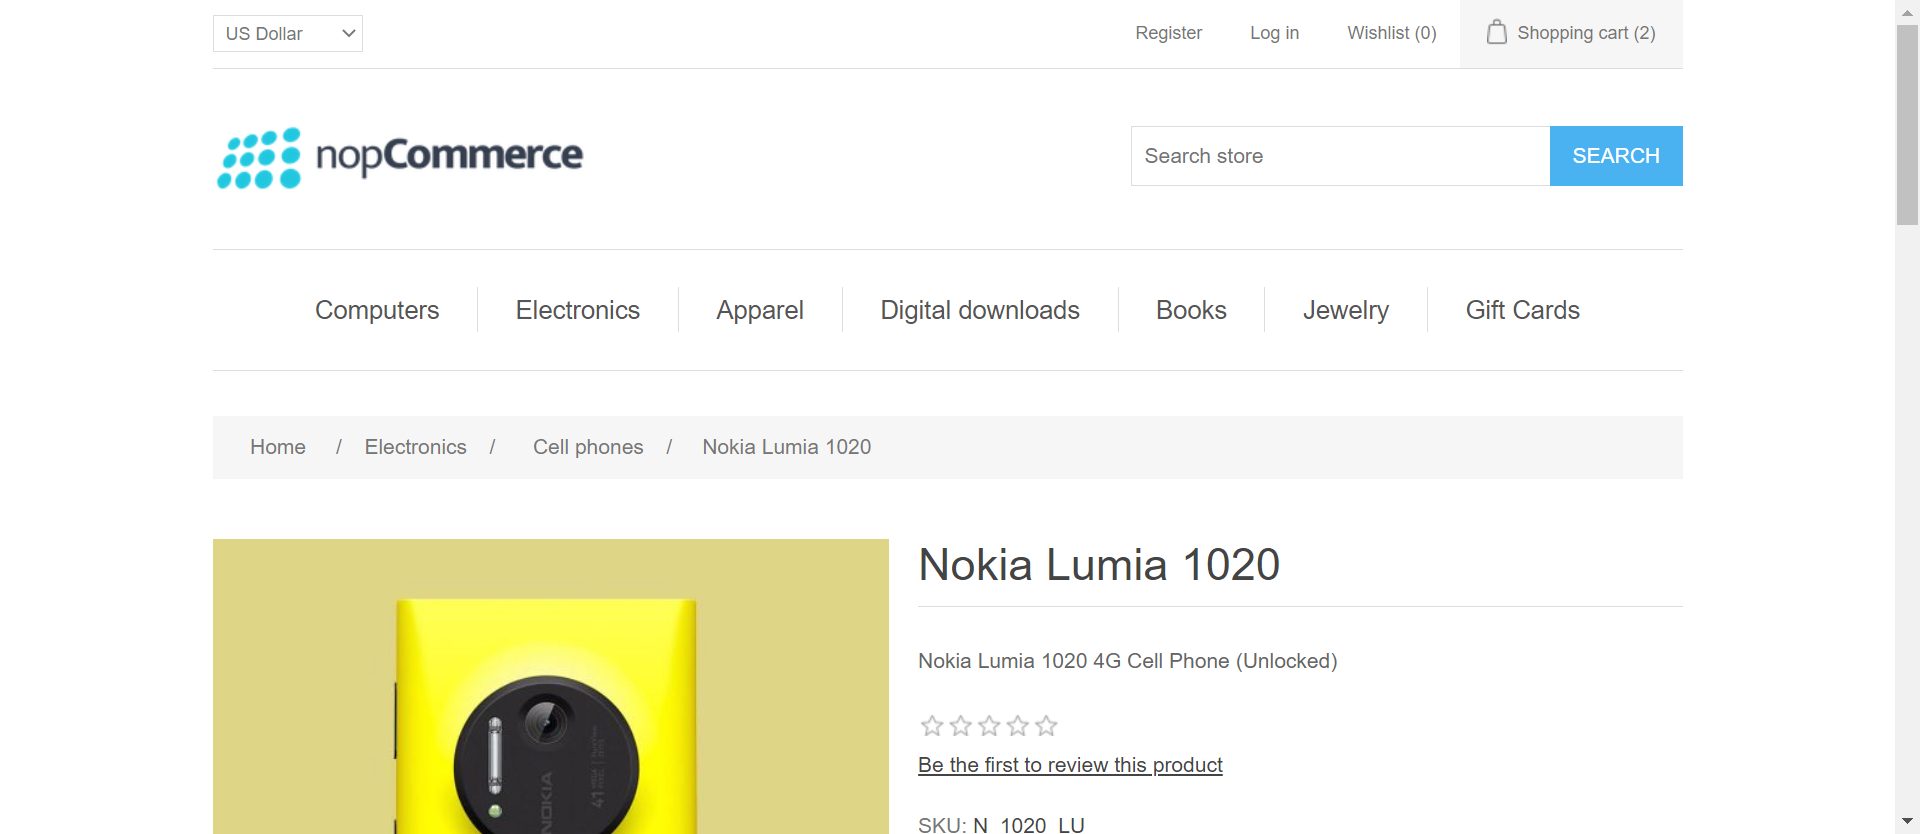 US Dollar
Register
Log in
Wishlist (0)
Shopping cart (2)
nopCommerce
Search store
SEARCH
Computers
Electronics
Apparel
Digital downloads
Books
Jewelry
Gift Cards
Home / Electronics / Cell phones / Nokia Lumia 1020
Nokia Lumia 1020
Nokia Lumia 1020 4G Cell Phone (Unlocked)
Be the first to review this product
SKU: N_1020_LU
NOKIA
41